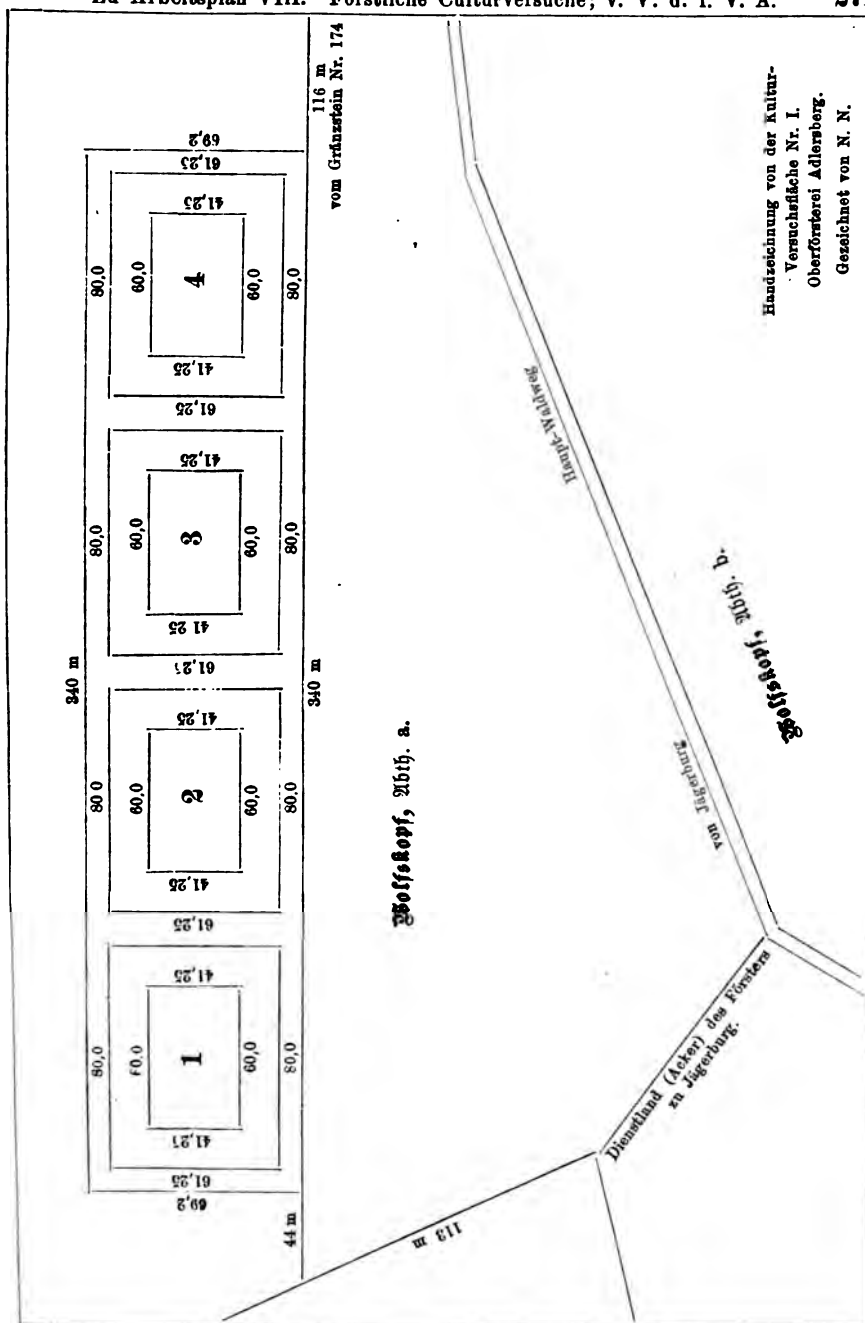 Zu Arbeitsplan VIII. Forstliche Culturversuche, v. V. d. f. V. A.
Handzeichnung von der Kultur-
Versuchsfläche Nr. I.
Oberförsterei Adlersberg.
Gezeichnet von N. N.
340 m
69,2
69,2
80,0
80 0
80,0
80,0
61,25
41,25
60,0
1
60,0
41,25
80,0
61,25
41,25
60,0
2
60,0
41,25
80,0
61,25
41 25
60,0
3
60,0
41,25
80,0
61,25
41,25
60,0
4
60,0
41,25
61,25
80,0
44 m
340 m
116 m
vom Gränzstein Nr. 174
Wolfskopf, Abth. a.
Haupt-Waldweg
von Jägerburg
Wolfskopf, Abth. b.
113 m
Dienstland (Acker) des Försters
zu Jägerburg.